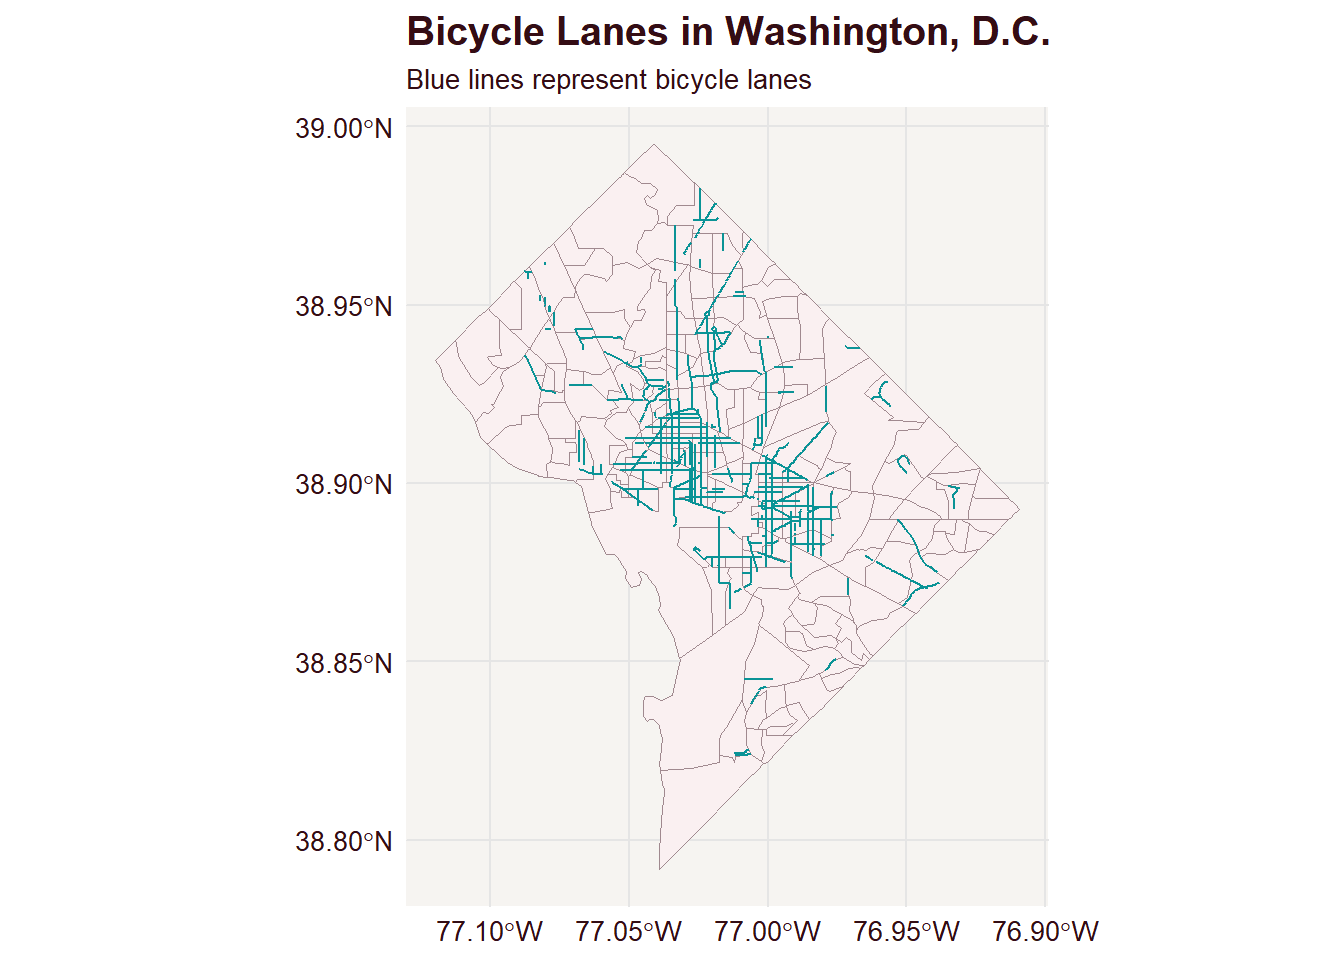 Bicycle Lanes in Washington, D.C.
Blue lines represent bicycle lanes
39.00°N
38.95°N
38.90°N
38.85°N
38.80°N
77.10°W 77.05°W 77.00°W 76.95°W 76.90°W